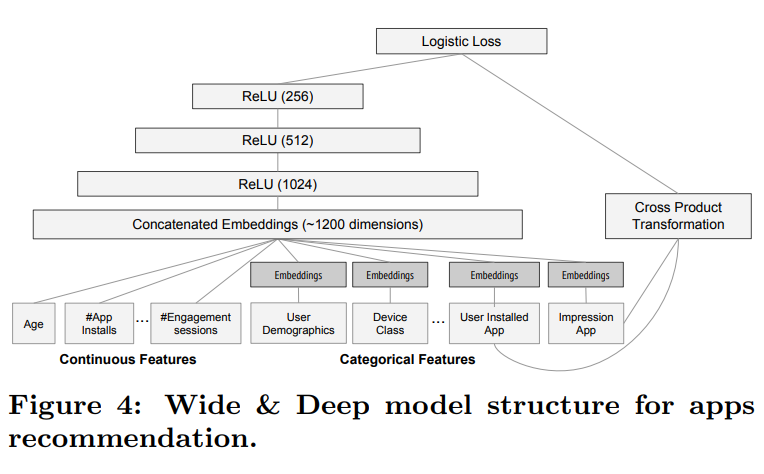 Logistic Loss
ReLU (256)
ReLU (512)
ReLU (1024)
Concatenated Embeddings (~1200 dimensions)
Cross Product
Transformation
Embeddings
Embeddings
Embeddings
Embeddings
Age
#App
Installs
...
#Engagement
sessions
User
Demographics
Device
Class
...
User Installed
App
Impression
App
Continuous Features
Categorical Features
Figure 4: Wide & Deep model structure for apps
recommendation.